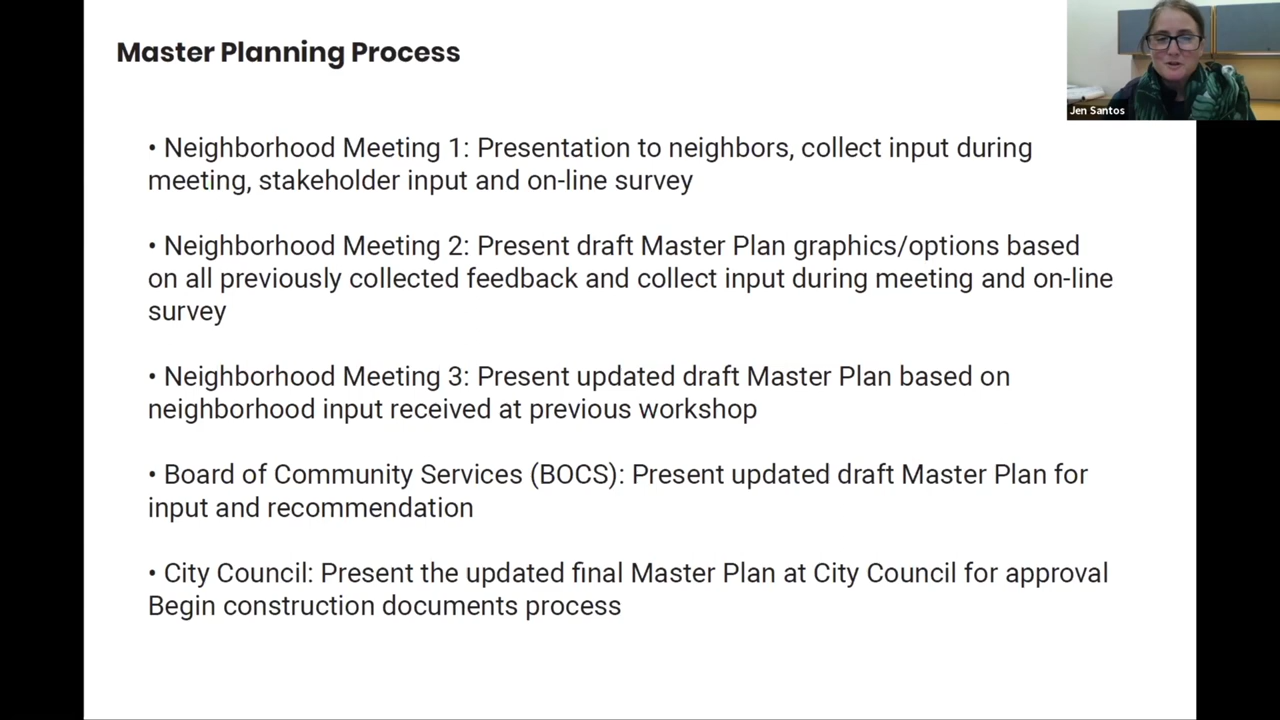 Master Planning Process
Jen Santos
• Neighborhood Meeting 1: Presentation to neighbors, collect input during
meeting, stakeholder input and on-line survey
• Neighborhood Meeting 2: Present draft Master Plan graphics/options based
on all previously collected feedback and collect input during meeting and on-line
survey
• Neighborhood Meeting 3: Present updated draft Master Plan based on
neighborhood input received at previous workshop
• Board of Community Services (BOCS): Present updated draft Master Plan for
input and recommendation
• City Council: Present the updated final Master Plan at City Council for approval
Begin construction documents process